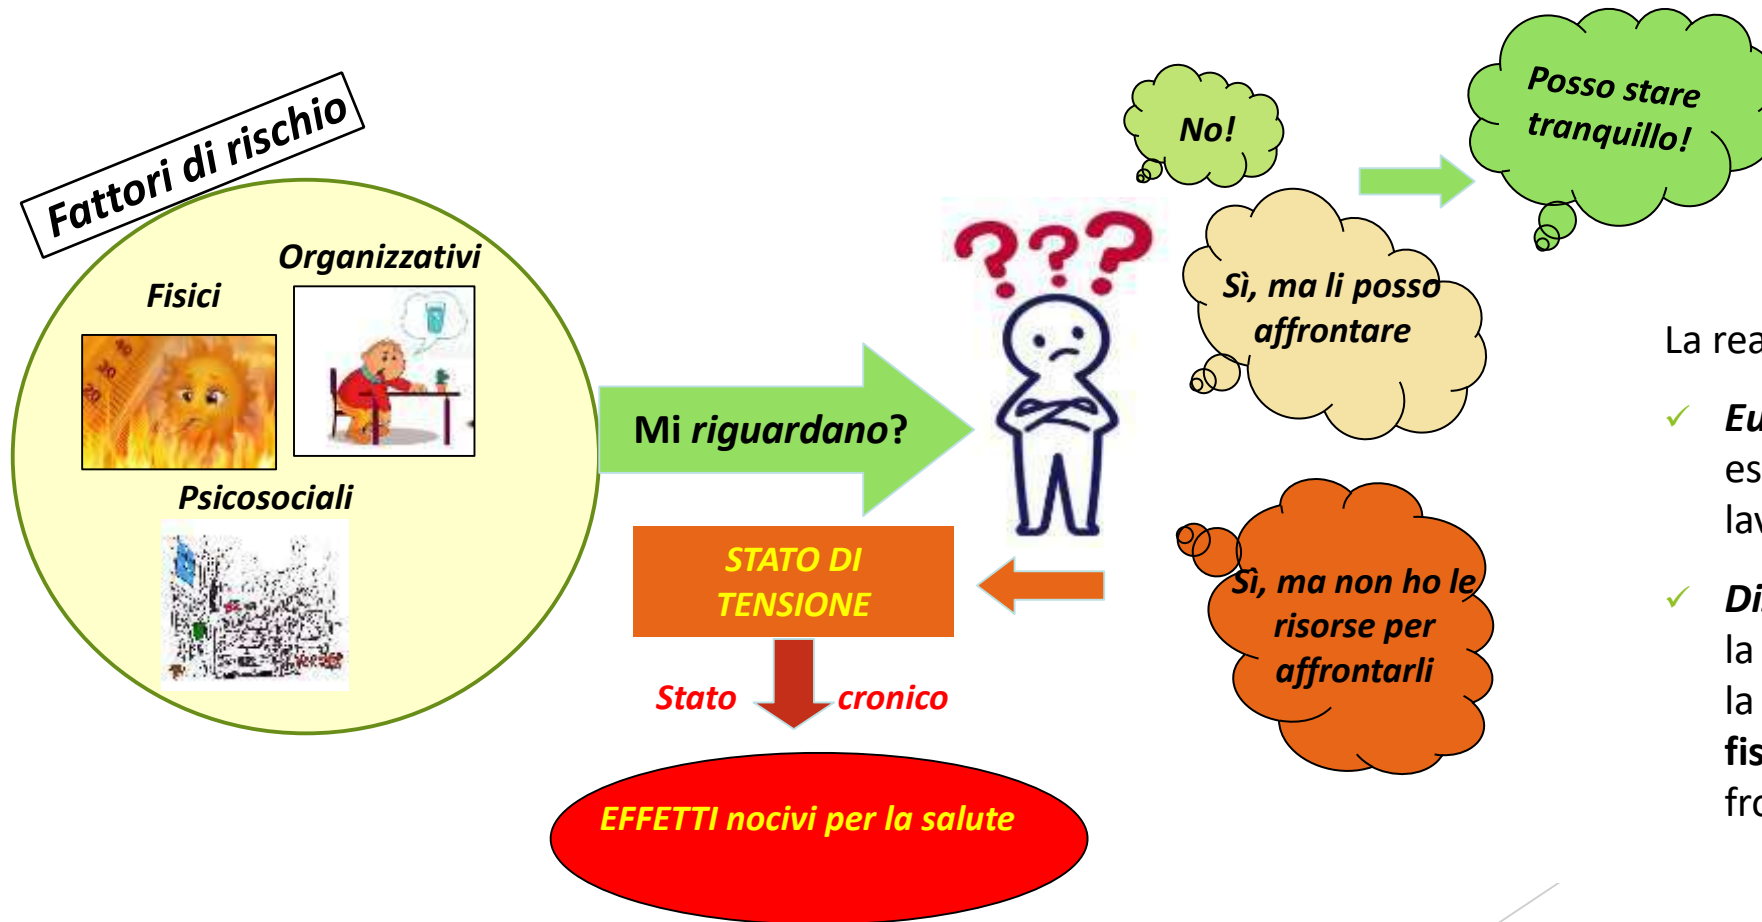 Fattori di rischio
Organizzativi
Fisici
Psicosociali
Mi riguardano?
No!
Posso stare
tranquillo!
Sì, ma li posso
affrontare
Sì, ma non ho le
risorse per
affrontarli
STATO DI
TENSIONE
Stato cronico
EFFETTI nocivi per la salute
La rea
Eu
es
lav
Di
la
la
fis
fro